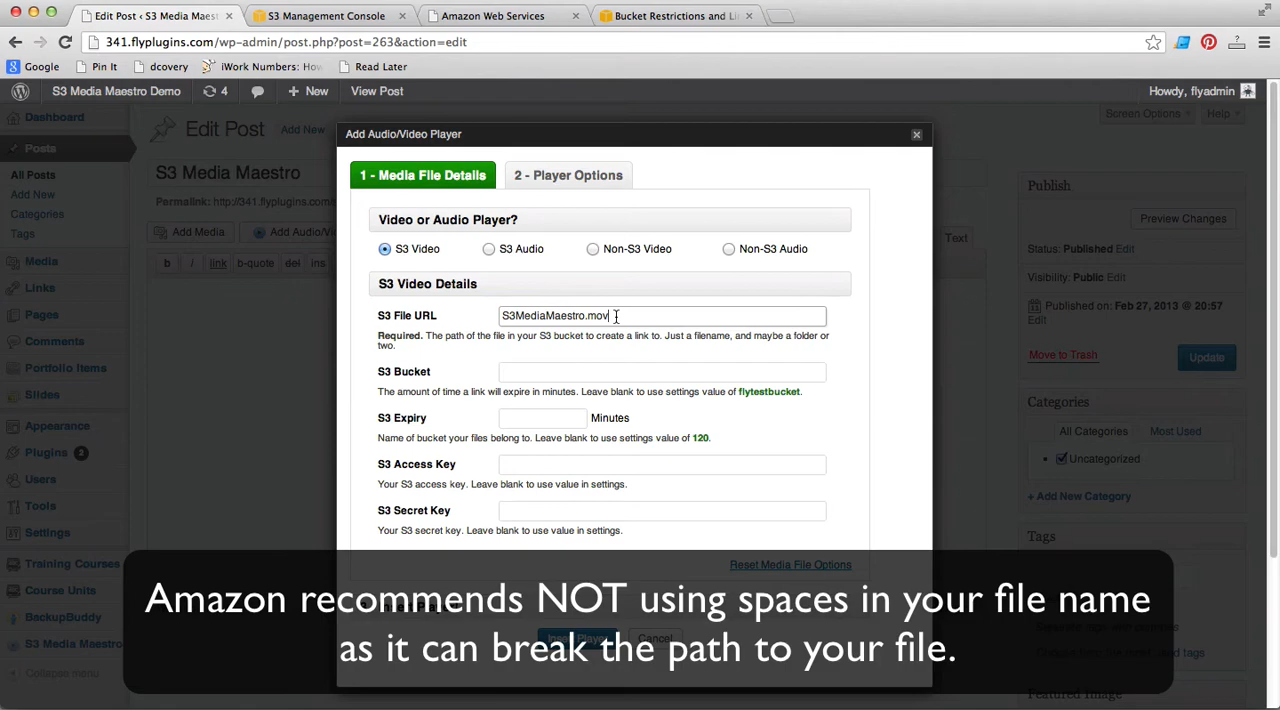 Edit Post ‹ S3 Media Maest
S3 Management Console
Amazon Web Services
Bucket Restrictions and Li
341.flyplugins.com/wp-admin/post.php?post=263&action=edit
Google
Pin It
dcovery
iWork Numbers: Ho
Read Later
S3 Media Maestro Demo
4
New
View Post
Howdy, flyadmin
Dashboard
Edit Post
Add New
Screen Options
Help
Posts
All Posts
Add New
Categories
Tags
Media
Links
Pages
Comments
Portfolio Items
Slides
Appearance
Plugins 3
Users
Tools
Settings
Training Courses
Course Units
BackupBuddy
S3 Media Maestro
Collapse menu
S3 Media Maestro
Permalink: http://341.flyplugins.com/
Add Media
Add Audio/Vi
b
i
link
b-quote
del
ins
Text
Add Audio/Video Player
1 - Media File Details
2 - Player Options
Video or Audio Player?
S3 Video
S3 Audio
Non-S3 Video
Non-S3 Audio
S3 Video Details
S3 File URL
S3MediaMaestro.mov
Required. The path of the file in your S3 bucket to create a link to. Just a filename, and maybe a folder or
two.
S3 Bucket
The amount of time a link will expire in minutes. Leave blank to use settings value of flytestbucket.
S3 Expiry
Minutes
Name of bucket your files belong to. Leave blank to use settings value of 120.
S3 Access Key
Your S3 access key. Leave blank to use value in settings.
S3 Secret Key
Your S3 secret key. Leave blank to use value in settings.
Reset Media File Options
Insert Player
Cancel
Publish
Preview Changes
Status: Published Edit
Visibility: Public Edit
Published on: Feb 27, 2013 @ 20:57
Edit
Move to Trash
Update
Categories
All Categories
Most Used
Uncategorized
+ Add New Category
Tags
Separate tags with commas
Featured Image
Amazon recommends NOT using spaces in your file name
as it can break the path to your file.